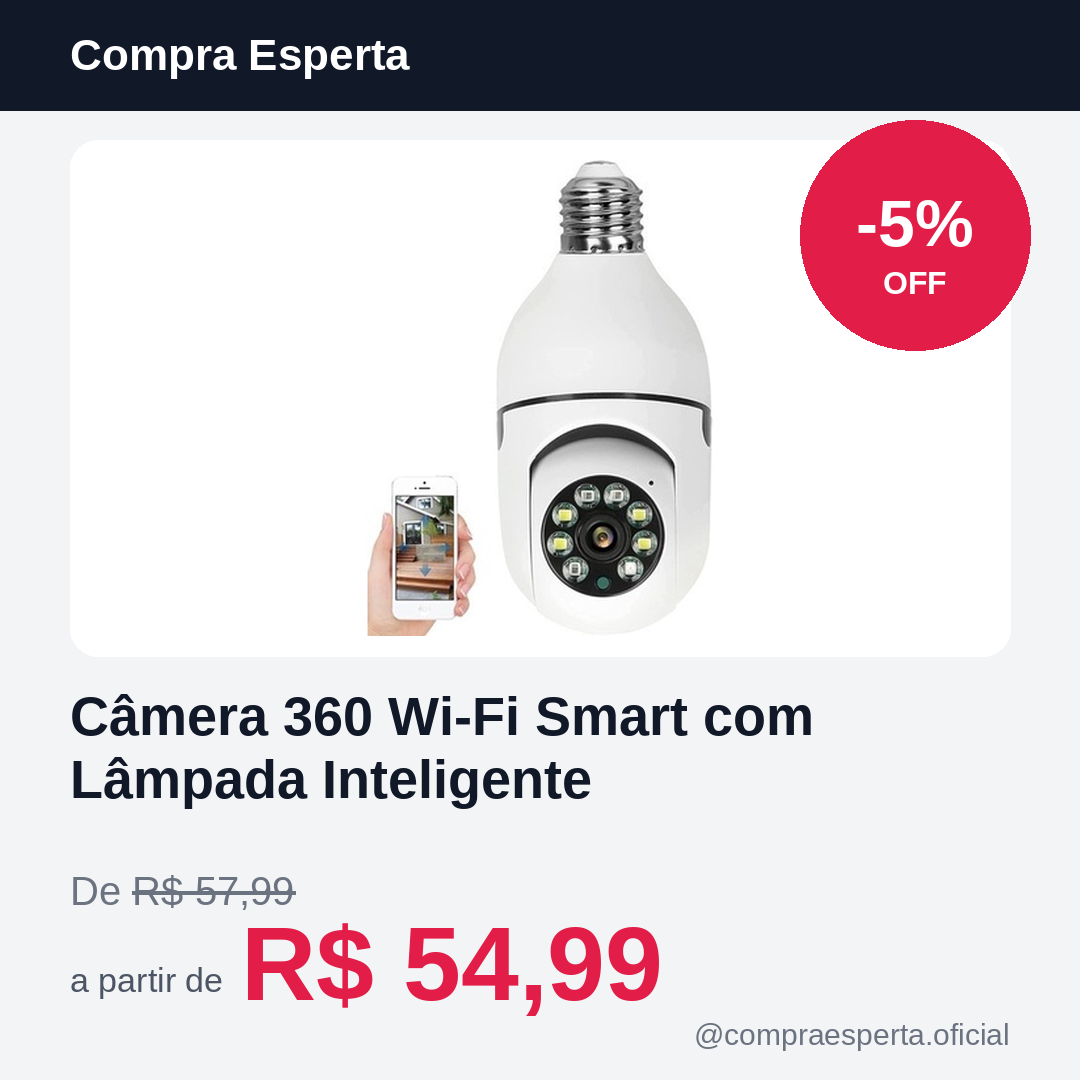 Compra Esperta
-5%
OFF
Câmera 360 Wi-Fi Smart com
Lâmpada Inteligente
De R$ 57,99
a partir de R$ 54,99
@compraesperta.oficial